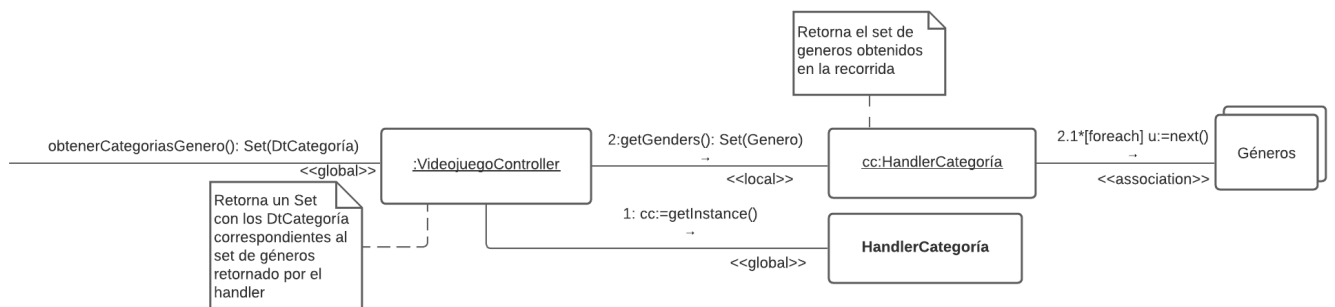 Retorna el set de
generos obtenidos
en la recorrida
obtenerCategoriasGenero(): Set(DtCategoría)
<<global>>
:VideojuegoController
2:getGenders(): Set(Genero)
→
<<local>>
cc:HandlerCategoría
2.1*[foreach] u:=next()
→
<<association>>
Géneros
Retorna un Set
con los DtCategoría
correspondientes al
set de géneros
retornado por el
handler
1: cc:=getInstance()
→
<<global>>
HandlerCategoría